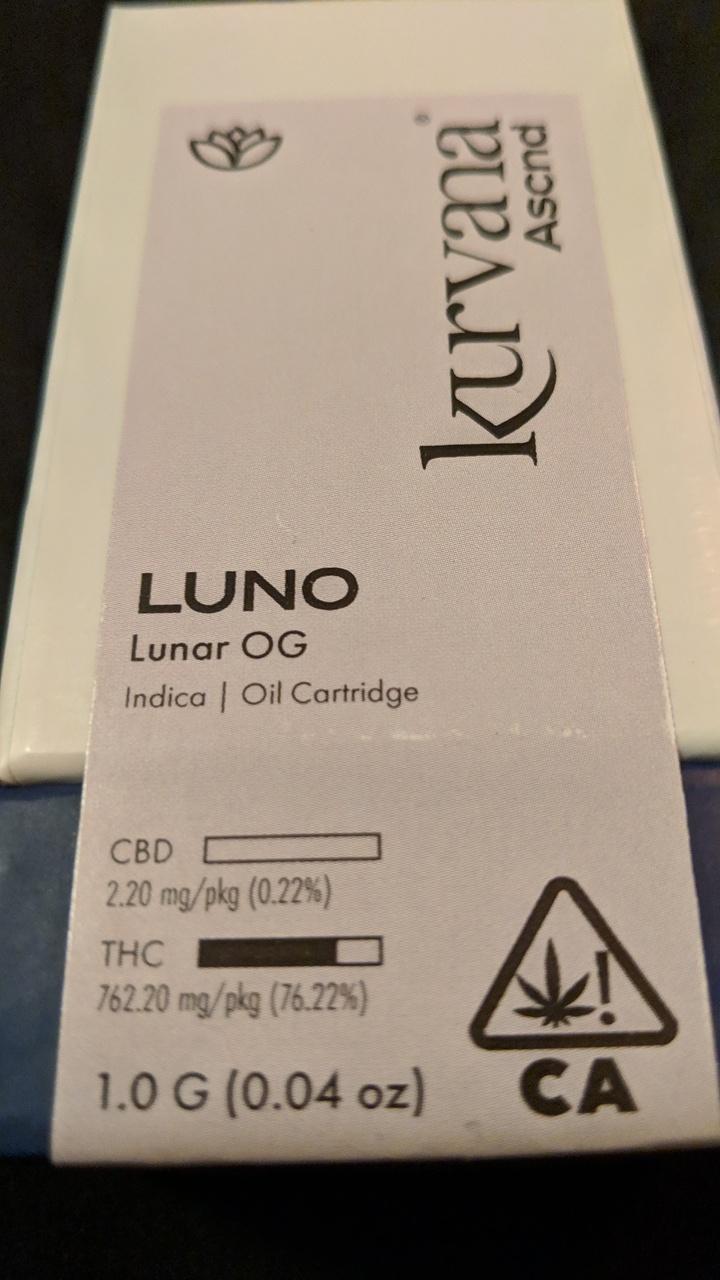 kurvana®
Ascnd
LUNO
Lunar OG
Indica | Oil Cartridge
CBD
2.20 mg/pkg (0.22%)
THC
762.20 mg/pkg (76.22%)
1.0 G (0.04 oz)
!
CA